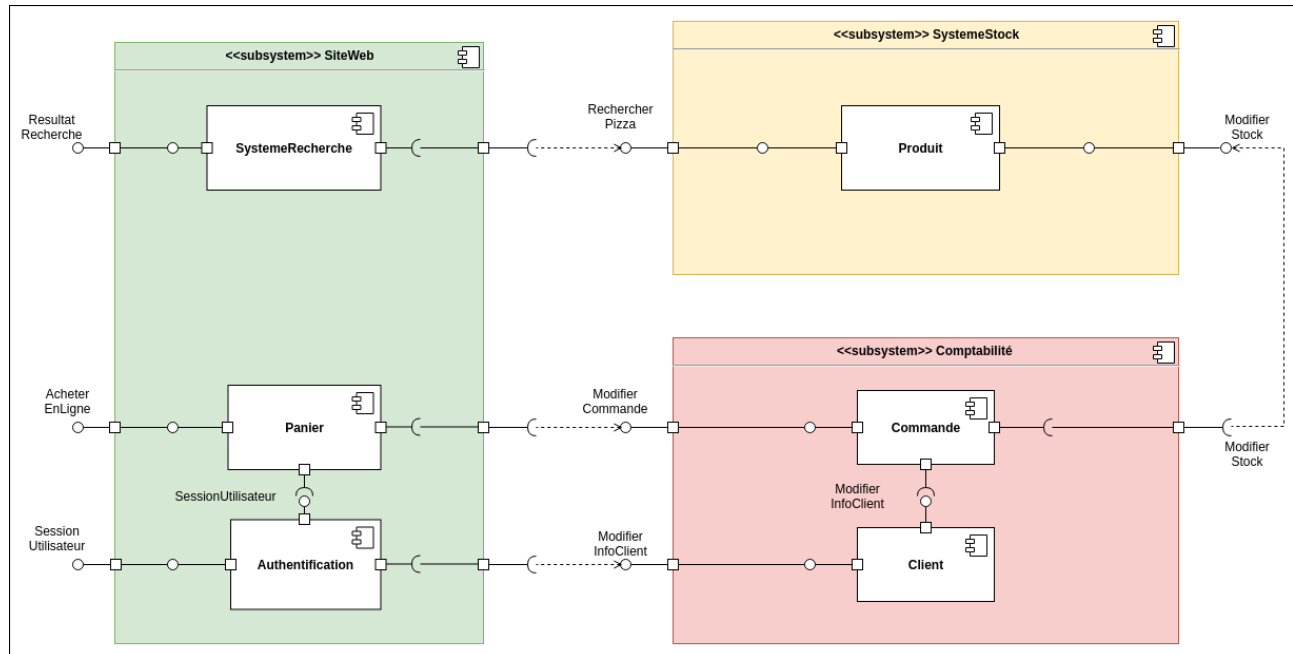 <<subsystem>> SiteWeb
<<subsystem>> SystemeStock
Resultat
Recherche
SystemeRecherche
Rechercher
Pizza
Produit
Modifier
Stock
<<subsystem>> Comptabilité
Acheter
EnLigne
Panier
Modifier
Commande
Commande
Modifier
Stock
SessionUtilisateur
Modifier
InfoClient
Session
Utilisateur
Authentification
Modifier
InfoClient
Client